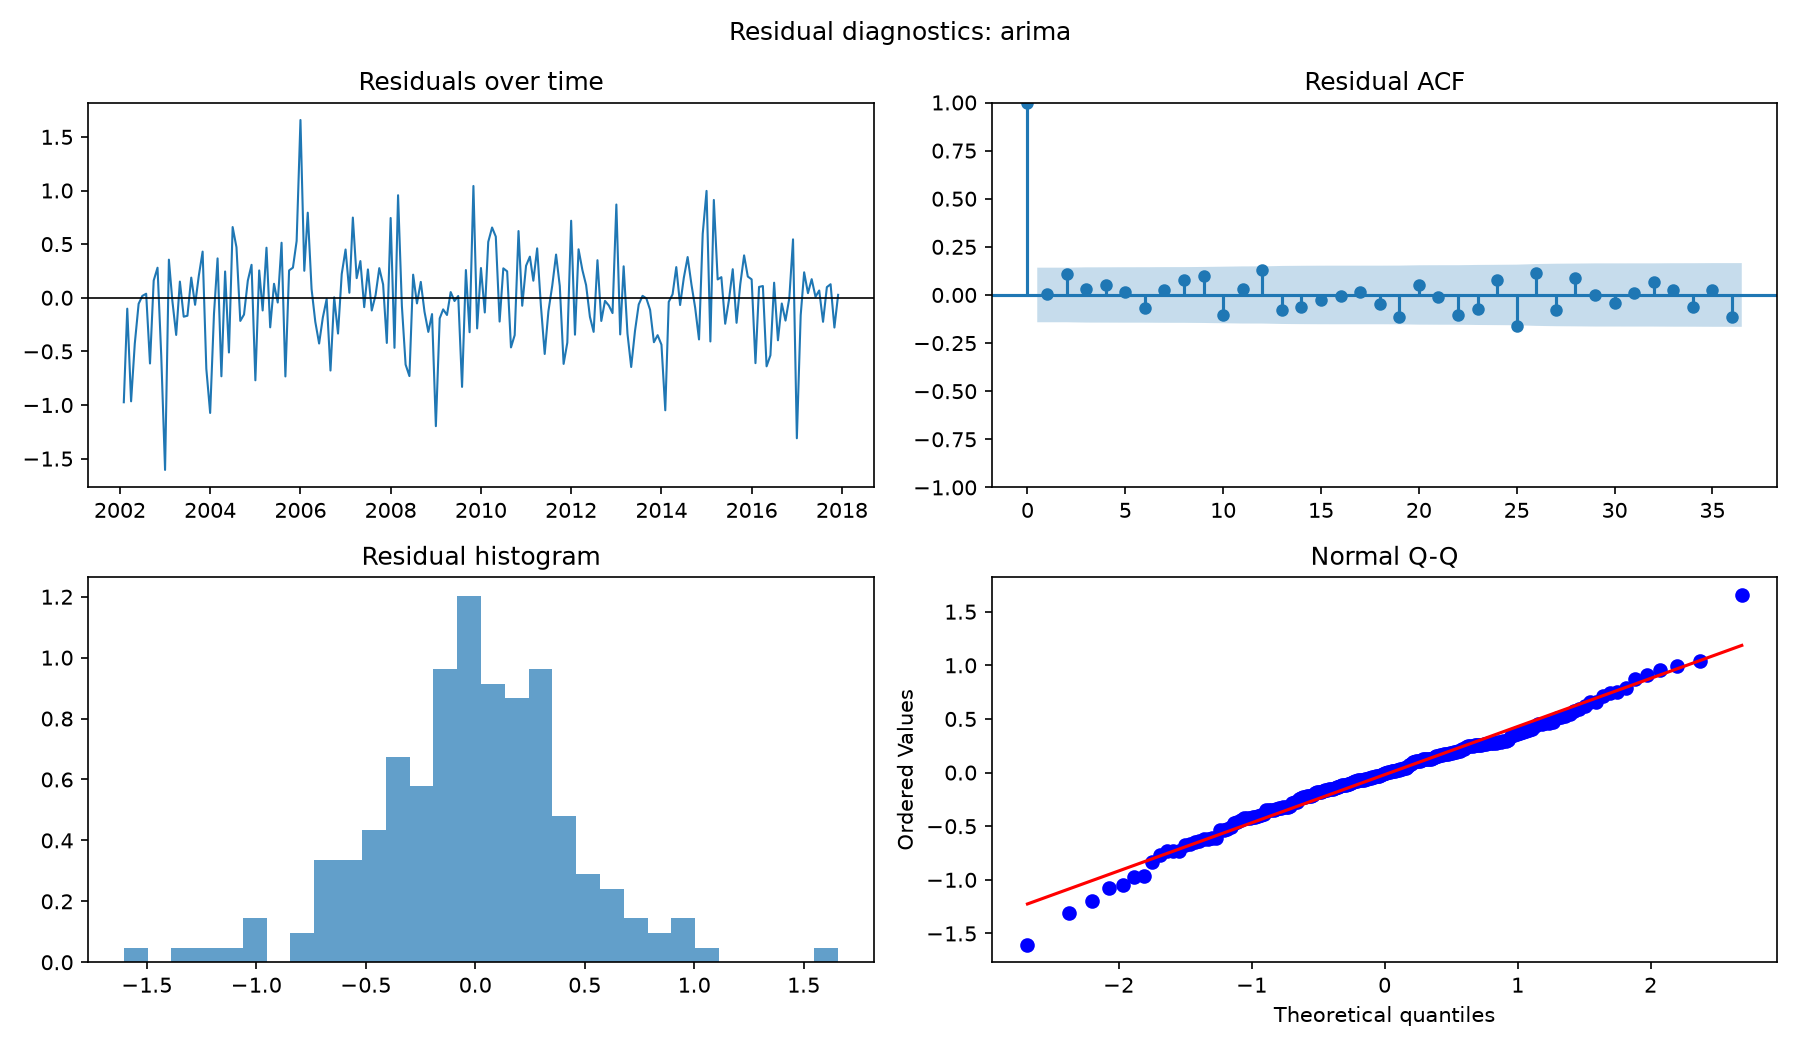 Residual diagnostics: arima
Residuals over time
1.5
1.0
0.5
0.0
−0.5
−1.0
−1.5
2002 2004 2006 2008 2010 2012 2014 2016 2018
Residual ACF
1.00
0.75
0.50
0.25
0.00
−0.25
−0.50
−0.75
−1.00
0 5 10 15 20 25 30 35
Residual histogram
1.2
1.0
0.8
0.6
0.4
0.2
0.0
−1.5 −1.0 −0.5 0.0 0.5 1.0 1.5
Normal Q-Q
Ordered Values
1.5
1.0
0.5
0.0
−0.5
−1.0
−1.5
−2 −1 0 1 2
Theoretical quantiles